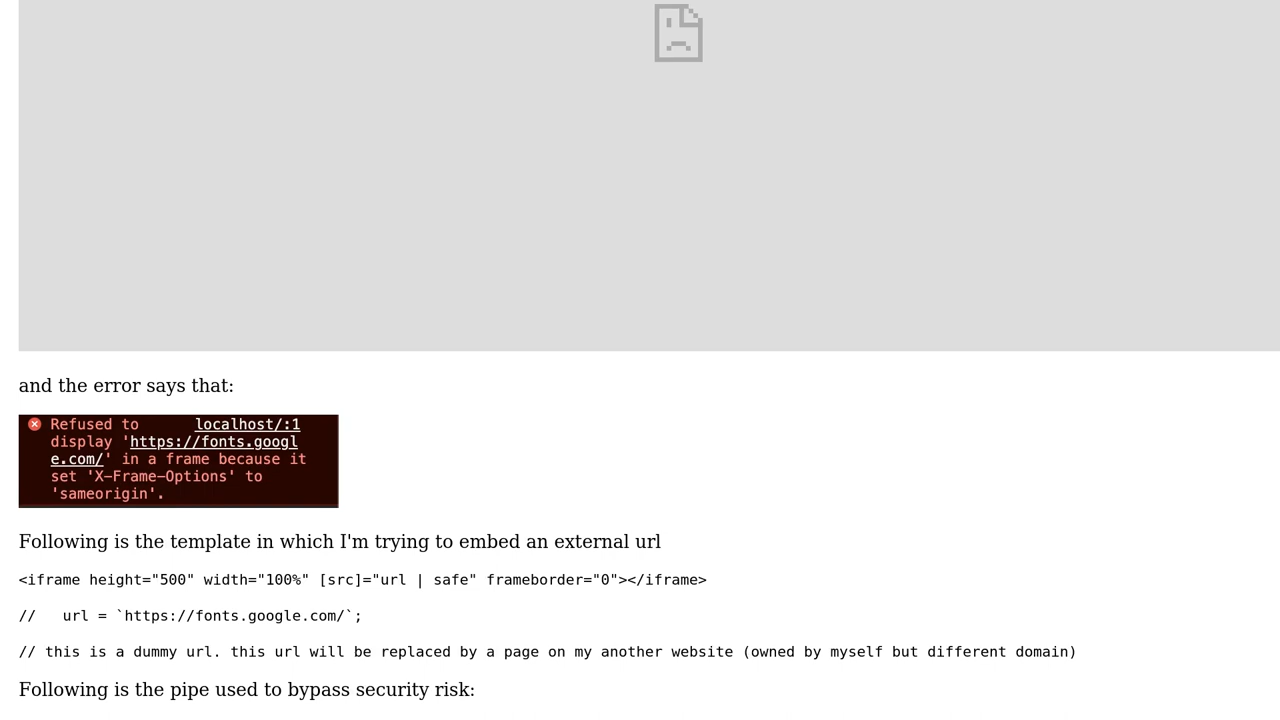 and the error says that:
Refused to localhost/:1
display 'https://fonts.googl
e.com/' in a frame because it
set 'X-Frame-Options' to
'sameorigin'.
Following is the template in which I'm trying to embed an external url
<iframe height="500" width="100%" [src]="url | safe" frameborder="0"></iframe>
//   url = `https://fonts.google.com/`;
// this is a dummy url. this url will be replaced by a page on my another website (owned by myself but different domain)
Following is the pipe used to bypass security risk: